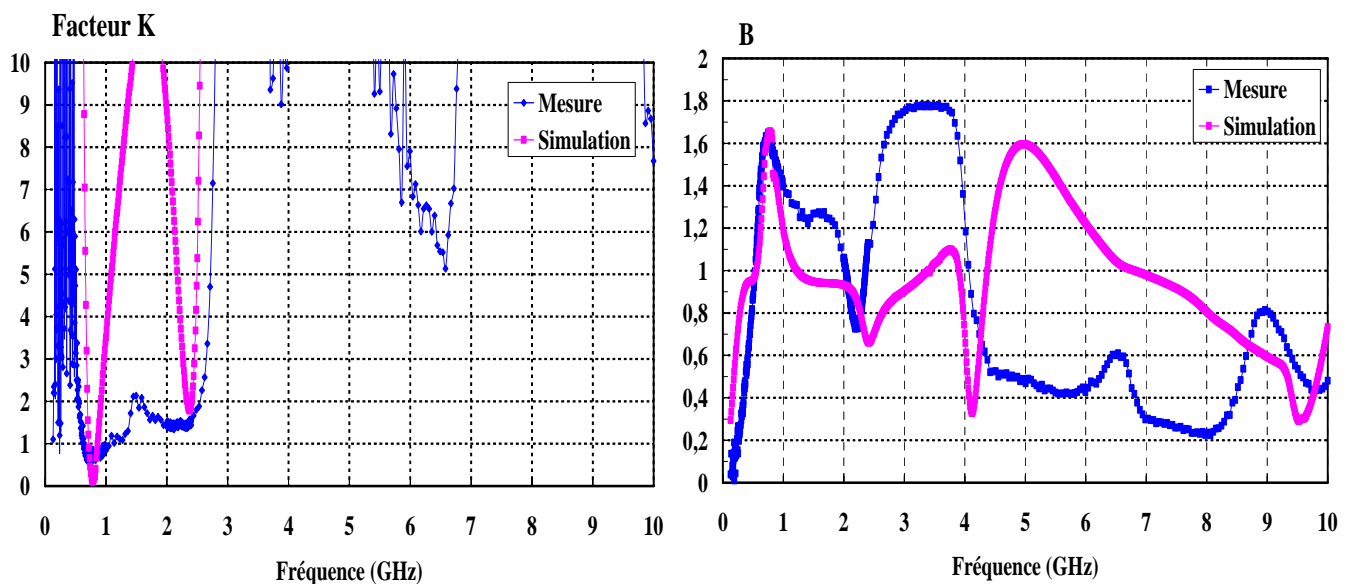 Facteur K
10
9
8
7
6
5
4
3
2
1
0
Mesure
Simulation
0 1 2 3 4 5 6 7 8 9 10
Fréquence (GHz)
B
2
1,8
1,6
1,4
1,2
1
0,8
0,6
0,4
0,2
0
Mesure
Simulation
0 1 2 3 4 5 6 7 8 9 10
Fréquence (GHz)